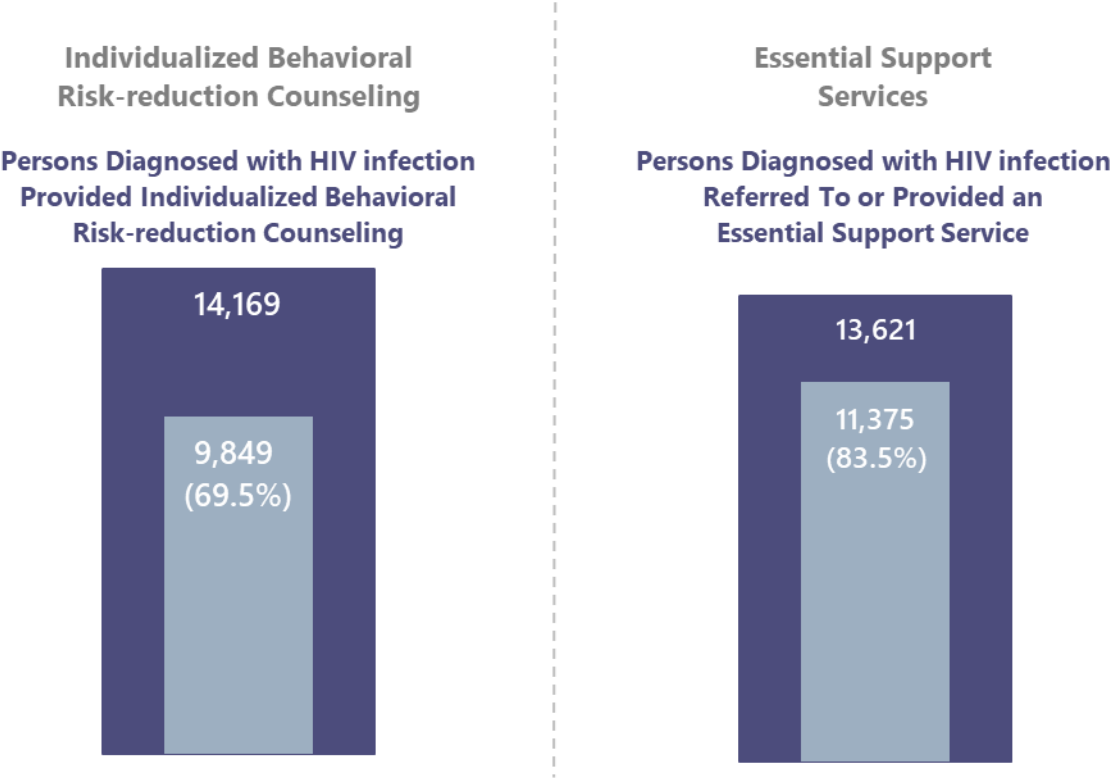 Individualized Behavioral
Risk-reduction Counseling
Persons Diagnosed with HIV infection
Provided Individualized Behavioral
Risk-reduction Counseling
14,169
9,849
(69.5%)
Essential Support
Services
Persons Diagnosed with HIV infection
Referred To or Provided an
Essential Support Service
13,621
11,375
(83.5%)